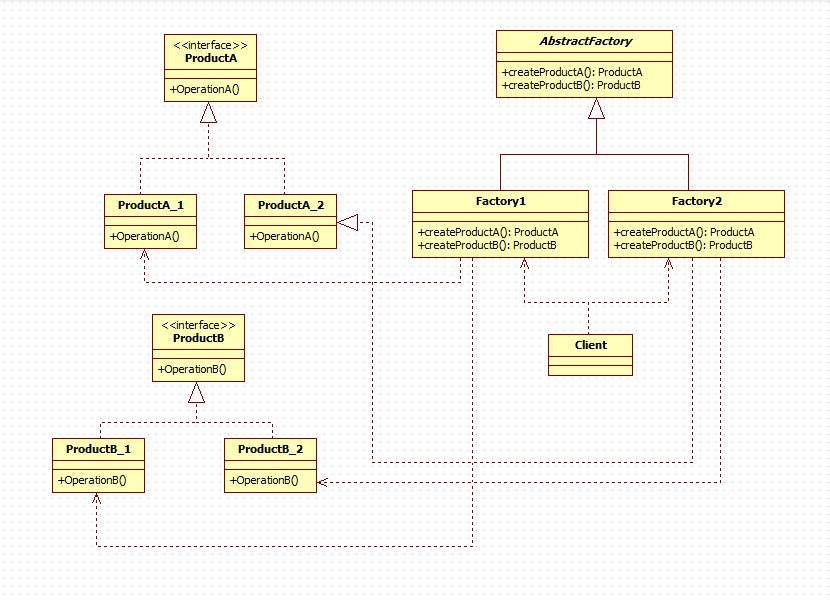 <<interface>>
ProductA
+OperationA()
AbstractFactory
+createProductA(): ProductA
+createProductB(): ProductB
ProductA_1
+OperationA()
ProductA_2
+OperationA()
Factory1
+createProductA(): ProductA
+createProductB(): ProductB
Factory2
+createProductA(): ProductA
+createProductB(): ProductB
<<interface>>
ProductB
+OperationB()
Client
ProductB_1
+OperationB()
ProductB_2
+OperationB()